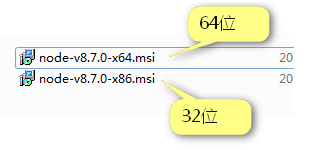 64位
node-v8.7.0-x64.msi 20
node-v8.7.0-x86.msi 20
32位